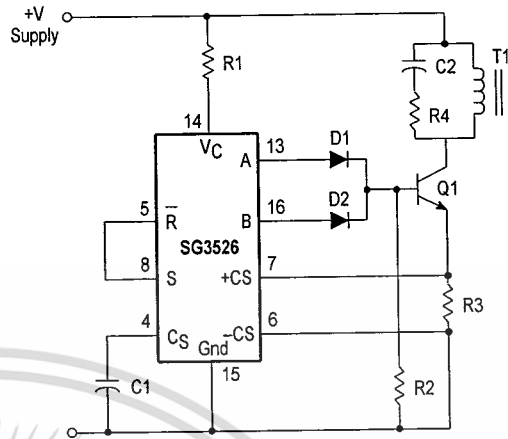 +V
Supply
R1
C2
T1
R4
14
VC
A
13
D1
Q1
5
R
B
16
D2
SG3526
8
S
+CS
7
R3
4
CS
−CS
6
Gnd
15
C1
R2